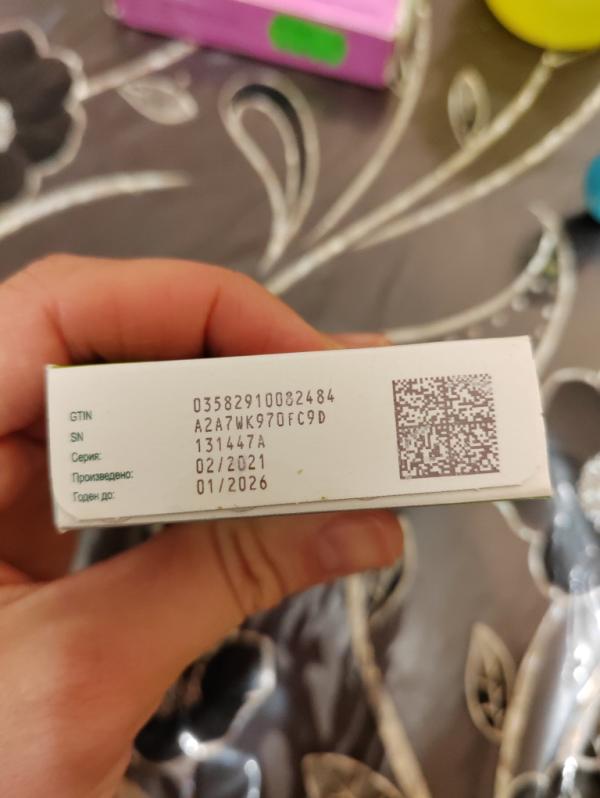 GTIN 03582910082484
SN A2A7WK970FC9D
Серия: 131447A
Произведено: 02/2021
Годен до: 01/2026